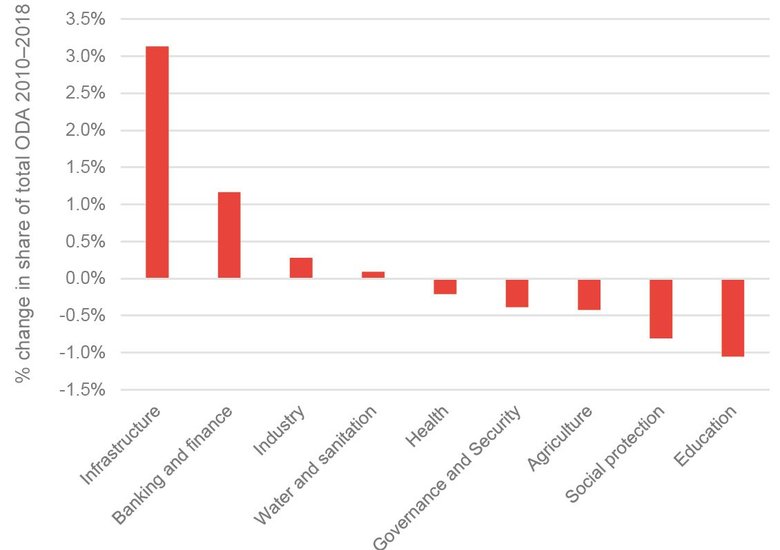 % change in share of total ODA 2010–2018
3.5%
3.0%
2.5%
2.0%
1.5%
1.0%
0.5%
0.0%
-0.5%
-1.0%
-1.5%
Infrastructure
Banking and finance
Industry
Water and sanitation
Health
Governance and Security
Agriculture
Social protection
Education